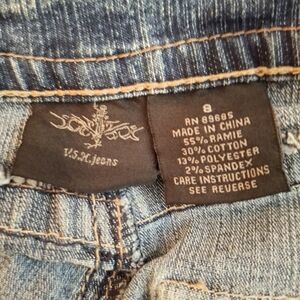 V.S.M. jeans
8
RN 89685
MADE IN CHINA
55% RAMIE
30% COTTON
13% POLYESTER
2% SPANDEX
CARE INSTRUCTIONS
SEE REVERSE